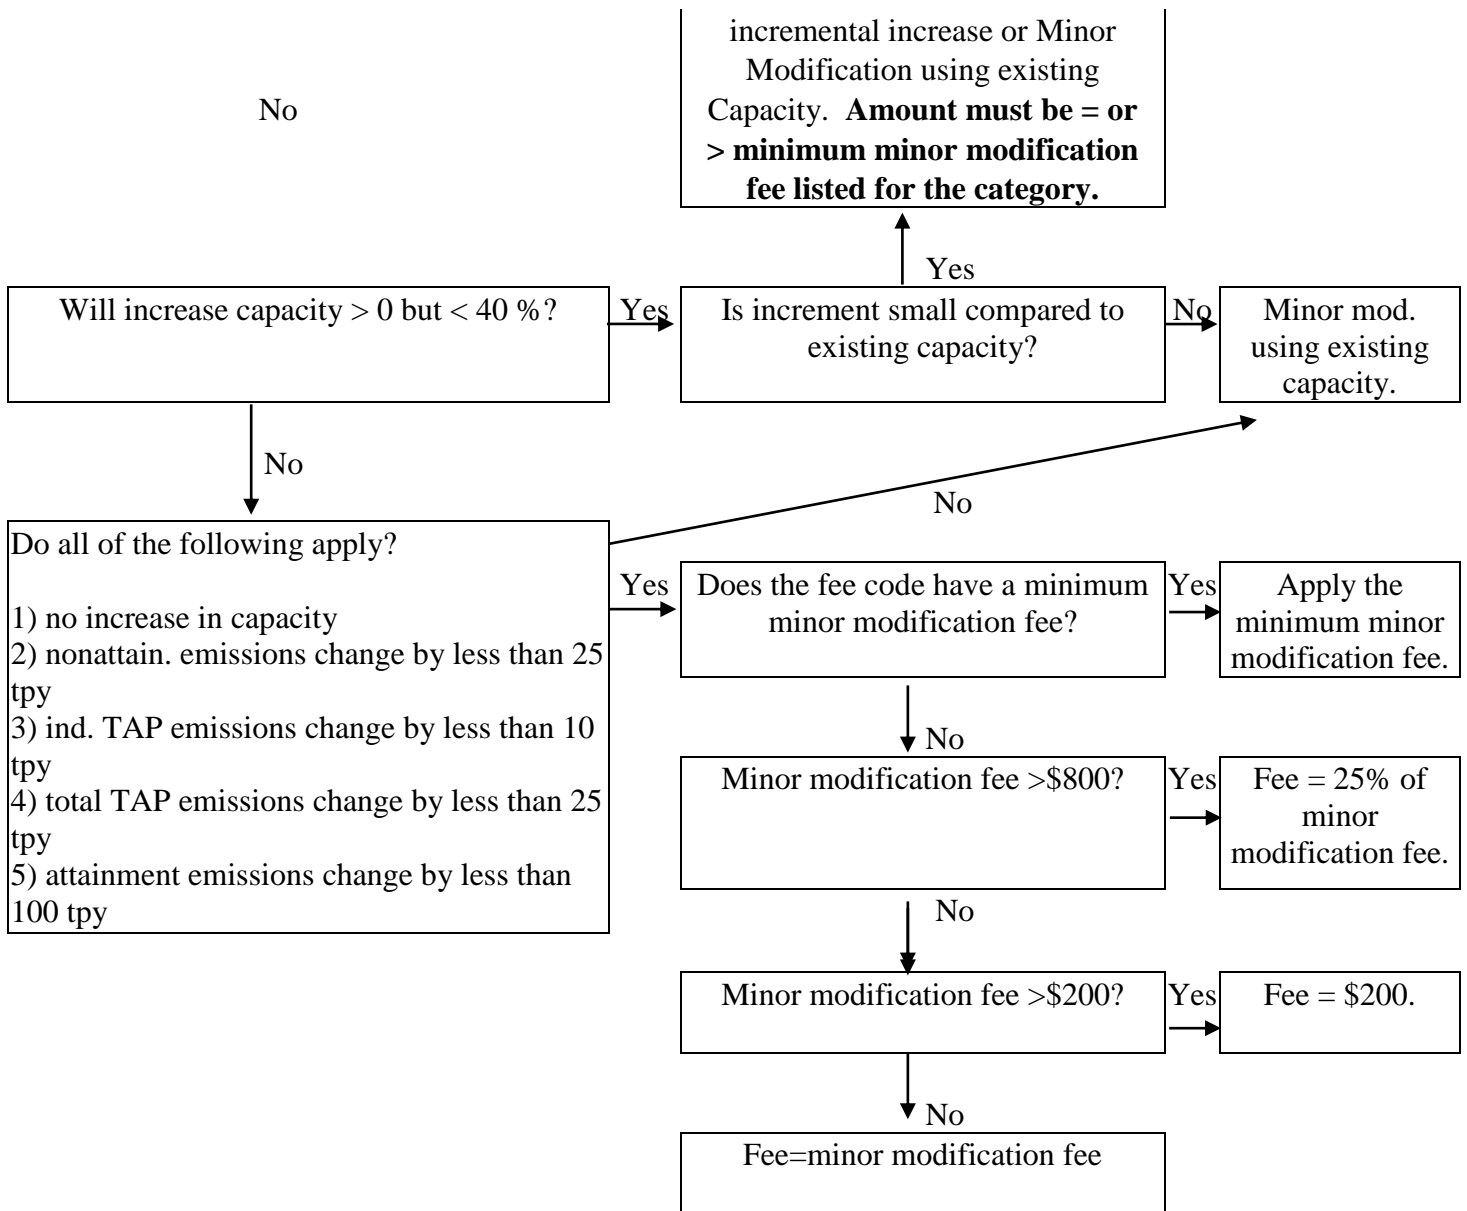 incremental increase or Minor
Modification using existing
Capacity.  Amount must be = or
> minimum minor modification
fee listed for the category.
No
Yes
Will increase capacity > 0 but < 40 %?
Yes
Is increment small compared to
existing capacity?
No
Minor mod.
using existing
capacity.
No
No
Do all of the following apply?
1) no increase in capacity
2) nonattain. emissions change by less than 25
tpy
3) ind. TAP emissions change by less than 10
tpy
4) total TAP emissions change by less than 25
tpy
5) attainment emissions change by less than
100 tpy
Yes
Does the fee code have a minimum
minor modification fee?
Yes
Apply the
minimum minor
modification fee.
No
Minor modification fee >$800?
Yes
Fee = 25% of
minor
modification fee.
No
Minor modification fee >$200?
Yes
Fee = $200.
No
Fee=minor modification fee